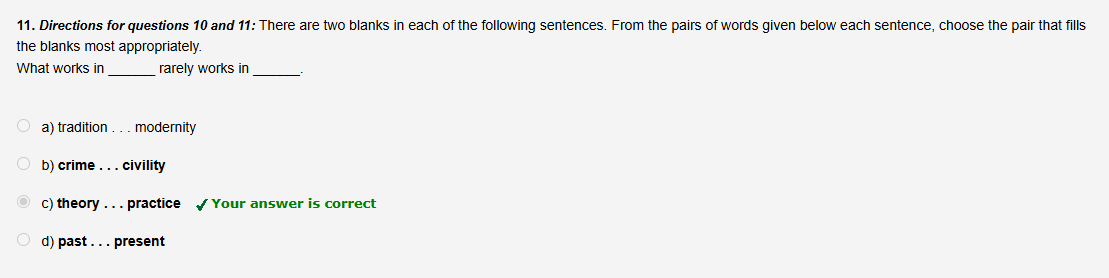 11. Directions for questions 10 and 11: There are two blanks in each of the following sentences. From the pairs of words given below each sentence, choose the pair that fills
the blanks most appropriately.
What works in ______ rarely works in ______.
a) tradition . . . modernity
b) crime . . . civility
c) theory . . . practice ✓ Your answer is correct
d) past . . . present